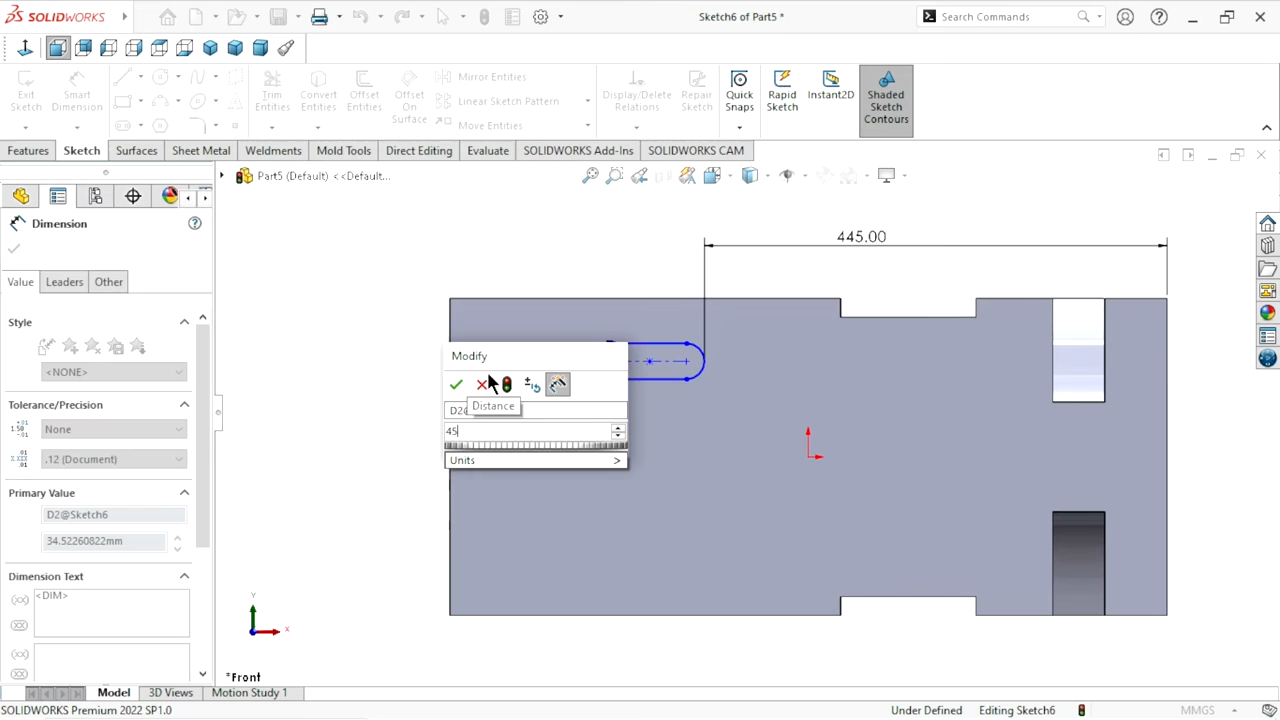 SOLIDWORKS
Sketch6 of Part5 *
Search Commands
Exit Sketch
Smart Dimension
Trim Entities
Convert Entities
Offset Entities
Offset On Surface
Mirror Entities
Linear Sketch Pattern
Move Entities
Display/Delete Relations
Repair Sketch
Quick Snaps
Rapid Sketch
Instant2D
Shaded Sketch Contours
Features
Sketch
Surfaces
Sheet Metal
Weldments
Mold Tools
Direct Editing
Evaluate
SOLIDWORKS Add-Ins
SOLIDWORKS CAM
Part5 (Default) <<Default...
Dimension
Value
Leaders
Other
Style
<NONE>
Tolerance/Precision
None
.12 (Document)
Primary Value
D2@Sketch6
34.52260822mm
Dimension Text
<DIM>
445.00
Modify
D2@
Distance
45
Units
Y
X
*Front
Model
3D Views
Motion Study 1
SOLIDWORKS Premium 2022 SP1.0
Under Defined
Editing Sketch6
MMGS